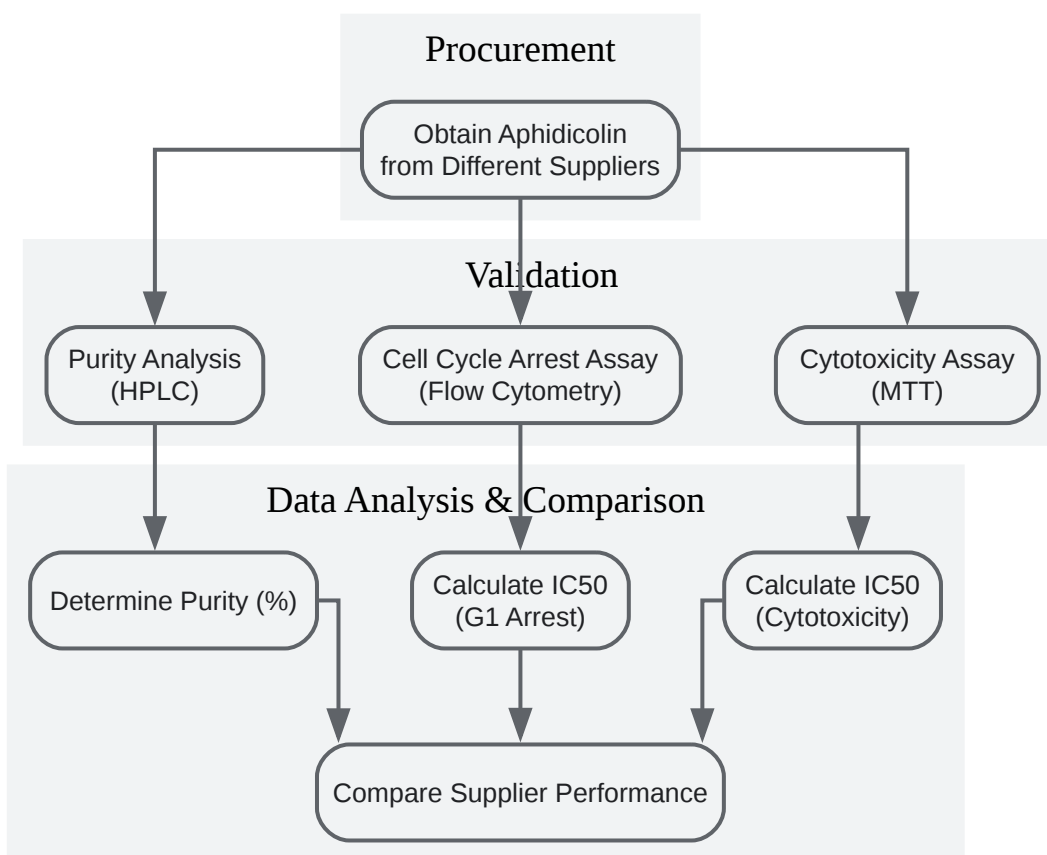 Procurement
Obtain Aphidicolin
from Different Suppliers
Validation
Purity Analysis
(HPLC)
Cell Cycle Arrest Assay
(Flow Cytometry)
Cytotoxicity Assay
(MTT)
Data Analysis & Comparison
Determine Purity (%)
Calculate IC50
(G1 Arrest)
Calculate IC50
(Cytotoxicity)
Compare Supplier Performance